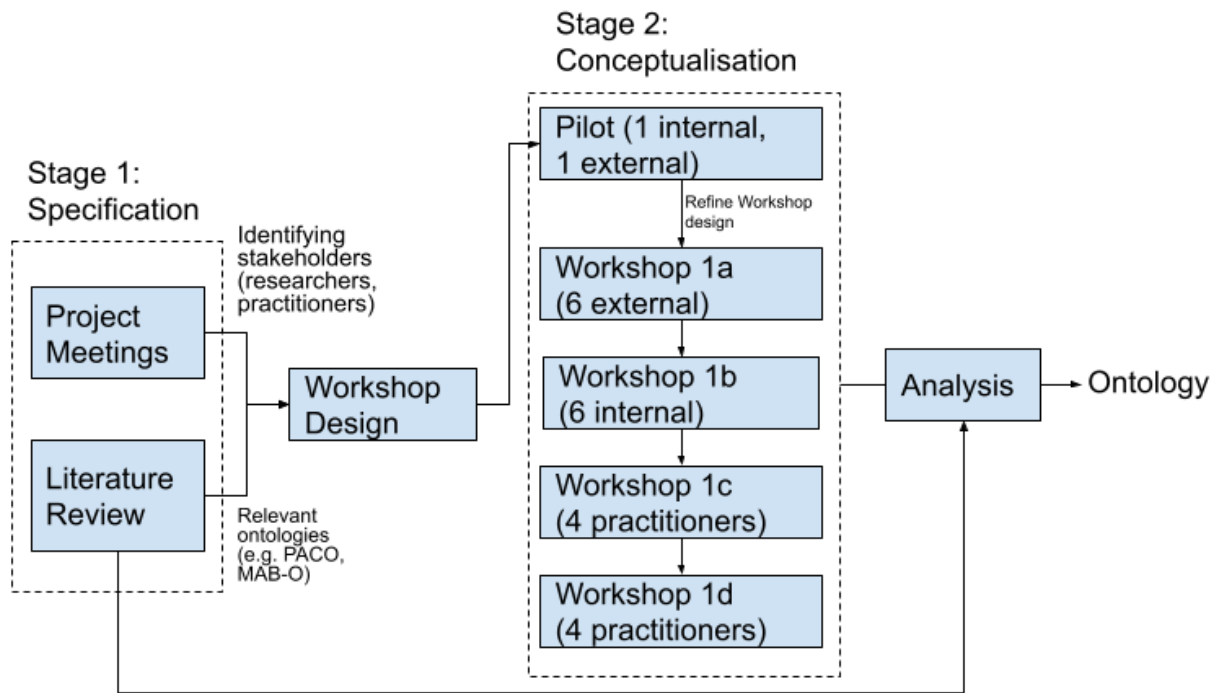 Stage 1:
Specification
Project
Meetings
Literature
Review
Identifying
stakeholders
(researchers,
practitioners)
Relevant
ontologies
(e.g. PACO,
MAB-O)
Workshop
Design
Stage 2:
Conceptualisation
Pilot (1 internal,
1 external)
Refine Workshop
design
Workshop 1a
(6 external)
Workshop 1b
(6 internal)
Workshop 1c
(4 practitioners)
Workshop 1d
(4 practitioners)
Analysis
Ontology